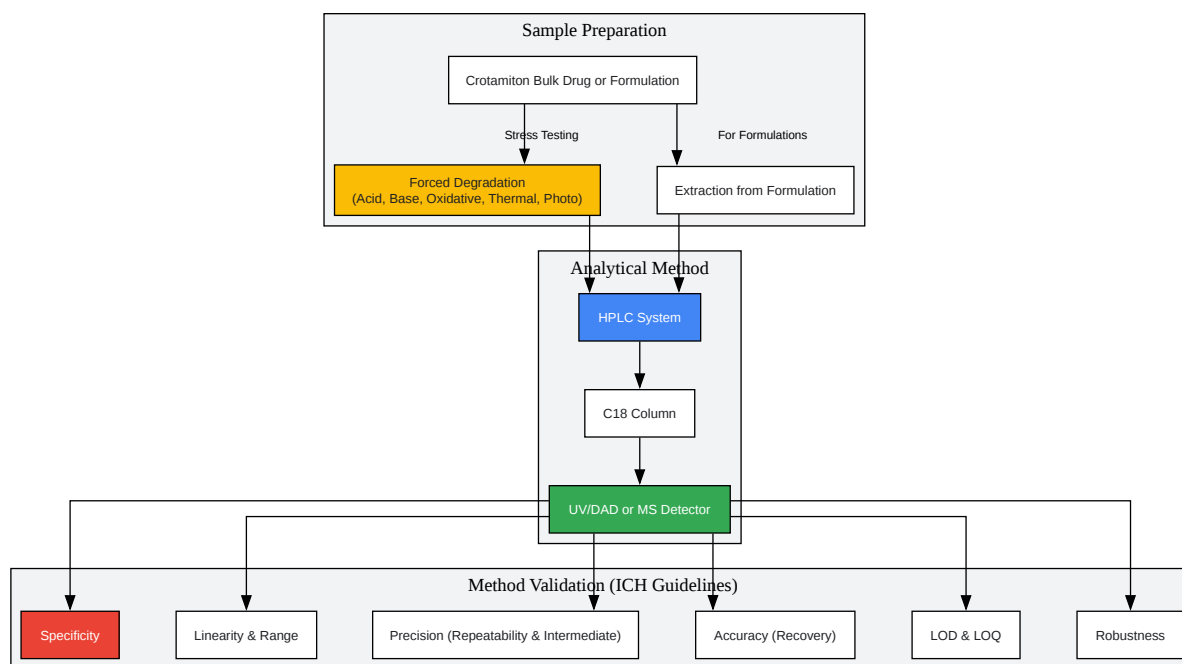 Sample Preparation
Crotamiton Bulk Drug or Formulation
Stress Testing
For Formulations
Forced Degradation
(Acid, Base, Oxidative, Thermal, Photo)
Extraction from Formulation
Analytical Method
HPLC System
C18 Column
UV/DAD or MS Detector
Method Validation (ICH Guidelines)
Specificity
Linearity & Range
Precision (Repeatability & Intermediate)
Accuracy (Recovery)
LOD & LOQ
Robustness